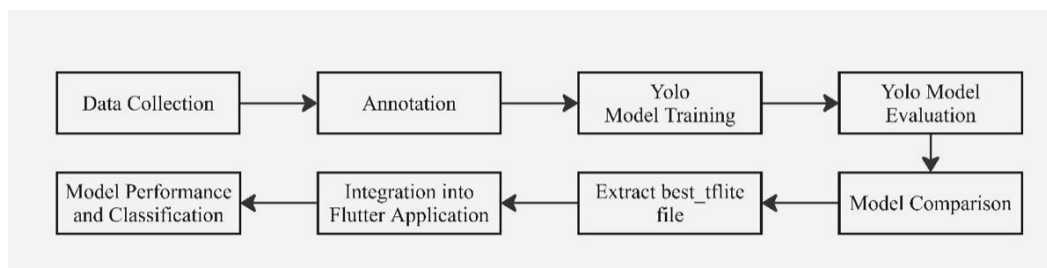 Data Collection
Annotation
Yolo
Model Training
Yolo Model
Evaluation
Model Comparison
Extract best_tflite
file
Integration into
Flutter Application
Model Performance
and Classification